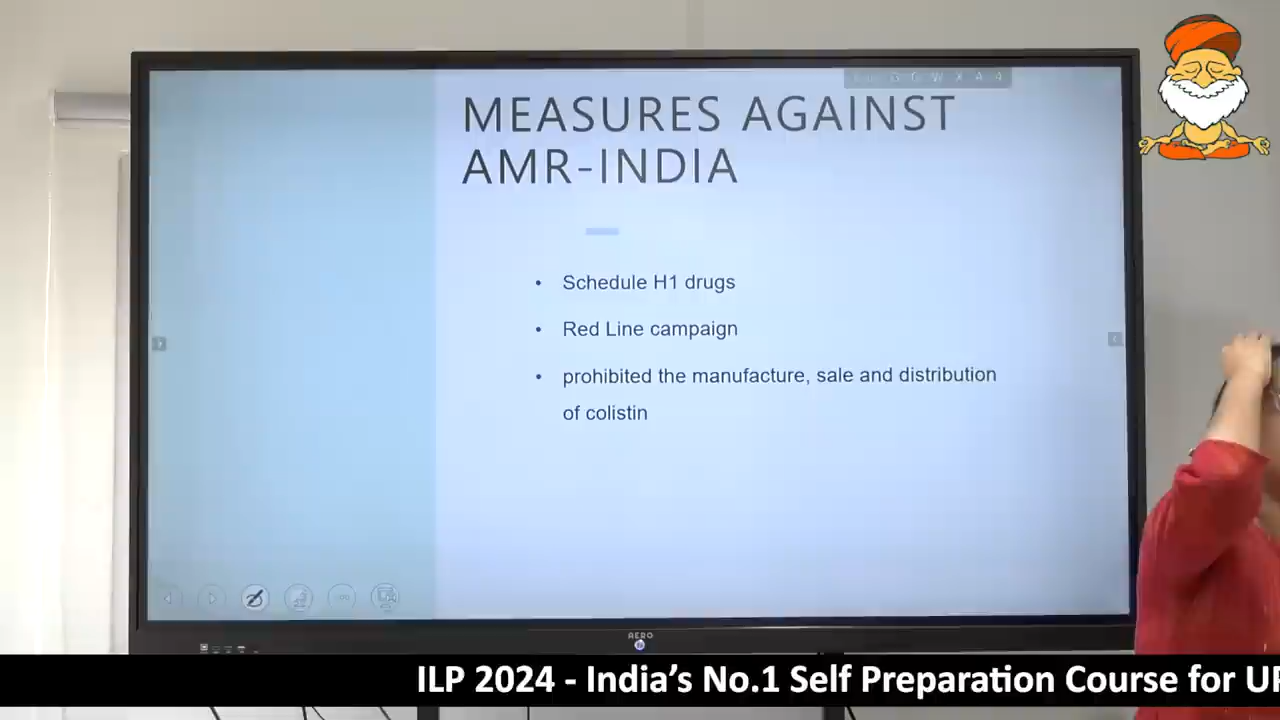 MEASURES AGAINST
AMR-INDIA
• Schedule H1 drugs
• Red Line campaign
• prohibited the manufacture, sale and distribution
of colistin
AERO
ILP 2024 - India’s No.1 Self Preparation Course for UP